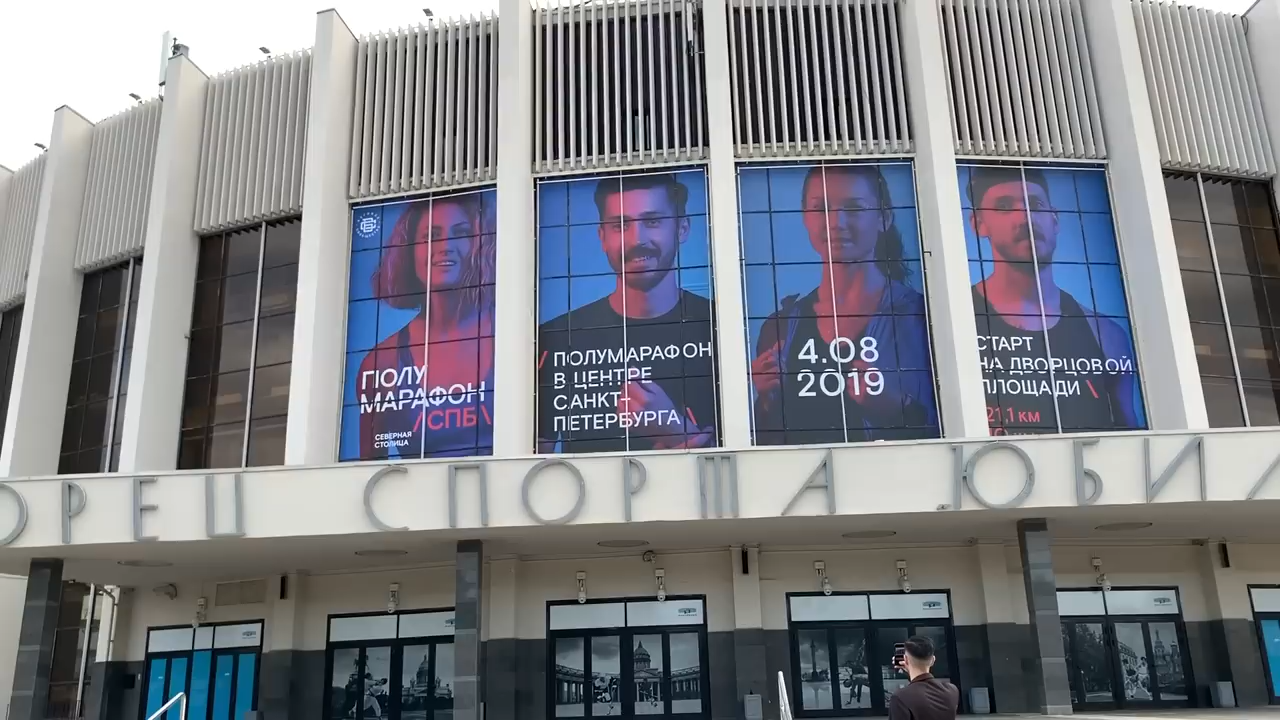 ПОЛУ
МАРАФОН
/СПБ\
СЕВЕРНАЯ
СТОЛИЦА
/ ПОЛУМАРАФОН
В ЦЕНТРЕ
САНКТ-
ПЕТЕРБУРГА \
4.08
2019
СТАРТ
НА ДВОРЦОВОЙ
ПЛОЩАДИ \
21,1 КМ
ОРЕЦ СПОРТА ЮБИЛ